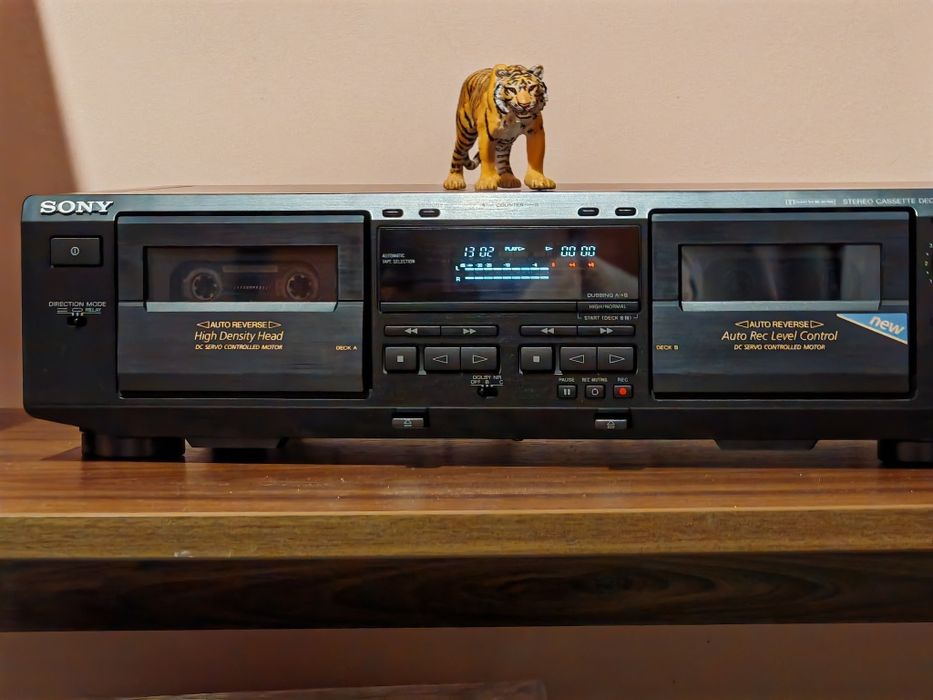 SONY
COUNTER
STEREO CASSETTE DEC
AUTOMATIC
TAPE SELECTION
13 02 PLAY 00 00
L
R
DUBBING A→B
HIGH/NORMAL
START (DECK B
DIRECTION MODE
RELAY
◁AUTO REVERSE▷
High Density Head
DC SERVO CONTROLLED MOTOR
DECK A
DOLBY NR
OFF B C
PAUSE REC MUTING REC
DECK B
◁AUTO REVERSE▷
Auto Rec Level Control
DC SERVO CONTROLLED MOTOR
new